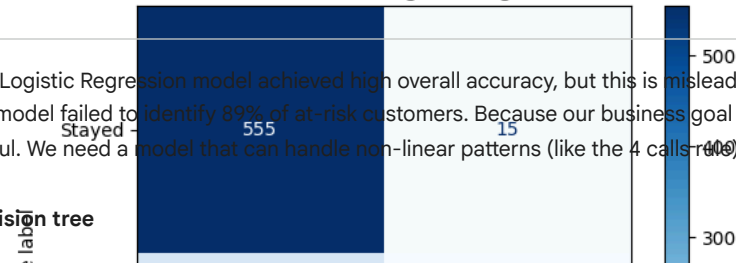 500
Logistic Regression model achieved high overall accuracy, but this is mislead
model failed to identify 89% of at-risk customers. Because our business goal
Stayed
555
15
ul. We need a model that can handle non-linear patterns (like the 4 calls rule)
400
ision tree
300
label